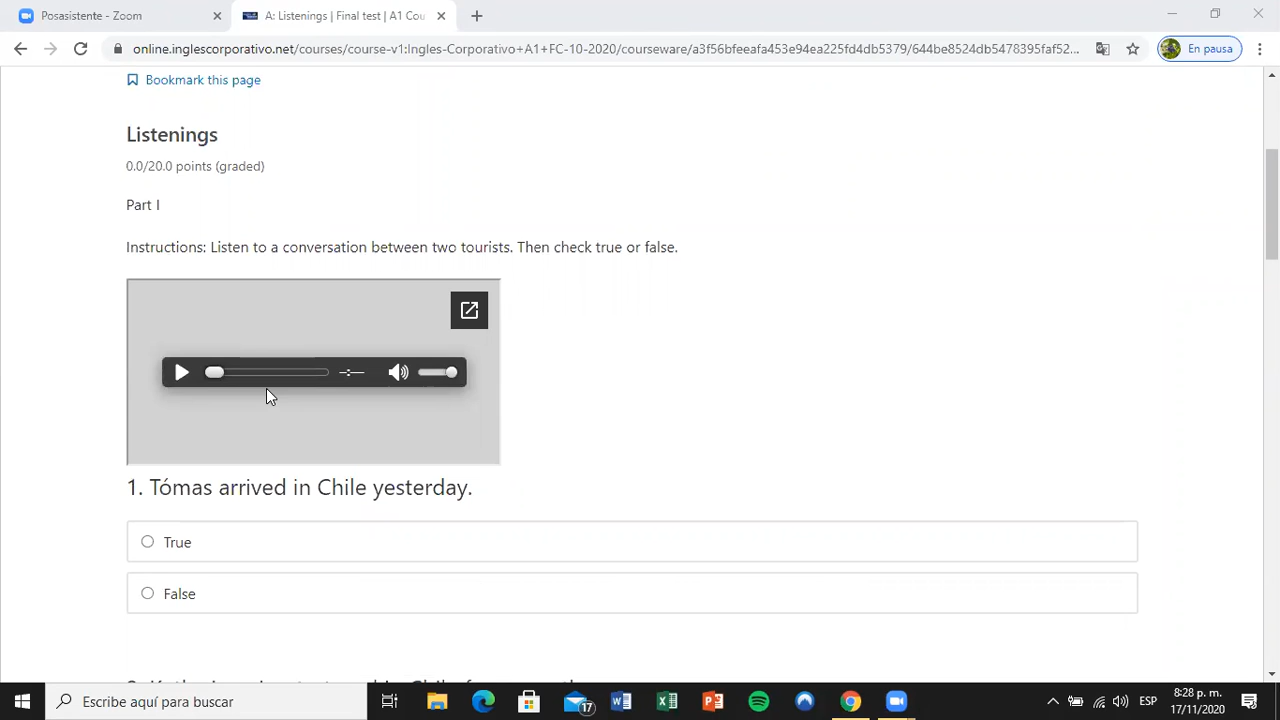 Posasistente - Zoom
A: Listenings | Final test | A1 Cou
online.inglescorporativo.net/courses/course-v1:Ingles-Corporativo+A1+FC-10-2020/courseware/a3f56bfeeafa453e94ea225fd4db5379/644be8524db5478395faf52...
En pausa
Bookmark this page
Listenings
0.0/20.0 points (graded)
Part I
Instructions: Listen to a conversation between two tourists. Then check true or false.
-:--
1. Tómas arrived in Chile yesterday.
True
False
Escribe aquí para buscar
17
ESP
8:28 p. m.
17/11/2020